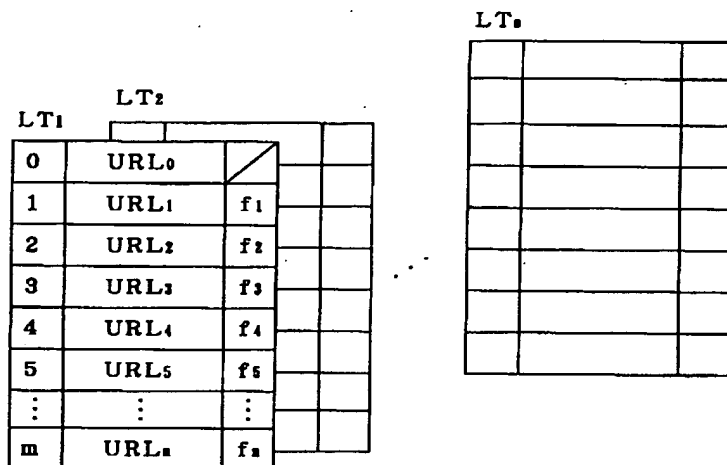 LT₁
LT₂
0 URL₀
1 URL₁ f₁
2 URL₂ f₂
3 URL₃ f₃
4 URL₄ f₄
5 URL₅ f₅
⋮ ⋮ ⋮
m
...